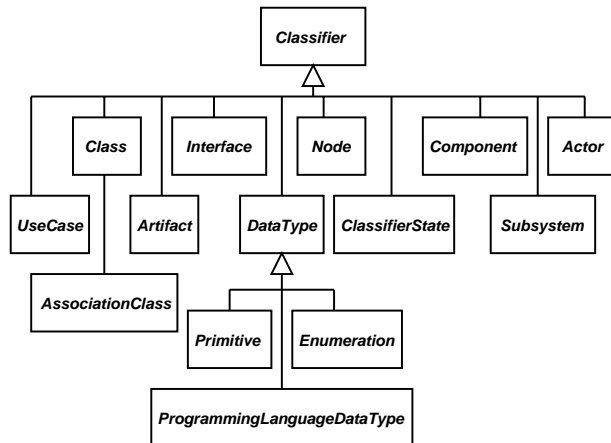 Classifier
Class
Interface
Node
Component
Actor
UseCase
Artifact
DataType
ClassifierState
Subsystem
AssociationClass
Primitive
Enumeration
ProgrammingLanguageDataType